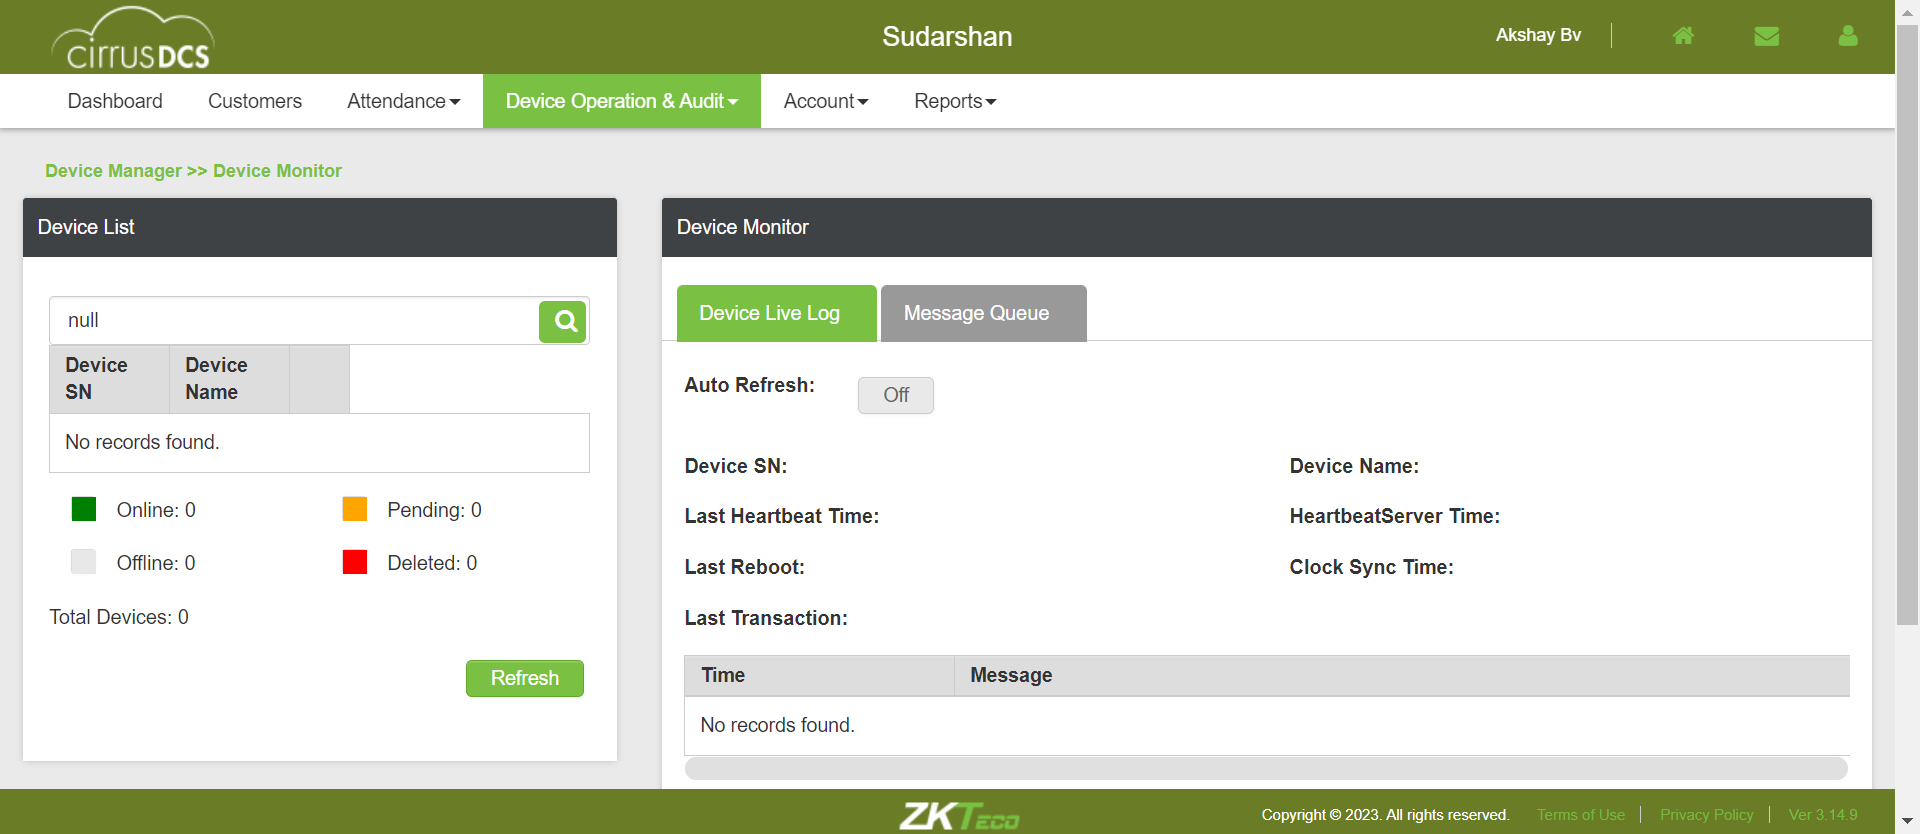 cirrusDCS
Sudarshan
Akshay Bv
Dashboard
Customers
Attendance
Device Operation & Audit
Account
Reports
Device Manager >> Device Monitor
Device List
null
Device SN
Device Name
No records found.
Online: 0
Pending: 0
Offline: 0
Deleted: 0
Total Devices: 0
Refresh
Device Monitor
Device Live Log
Message Queue
Auto Refresh:
Off
Device SN:
Device Name:
Last Heartbeat Time:
HeartbeatServer Time:
Last Reboot:
Clock Sync Time:
Last Transaction:
Time
Message
No records found.
ZKTeco
Copyright © 2023. All rights reserved.
Terms of Use
Privacy Policy
Ver 3.14.9